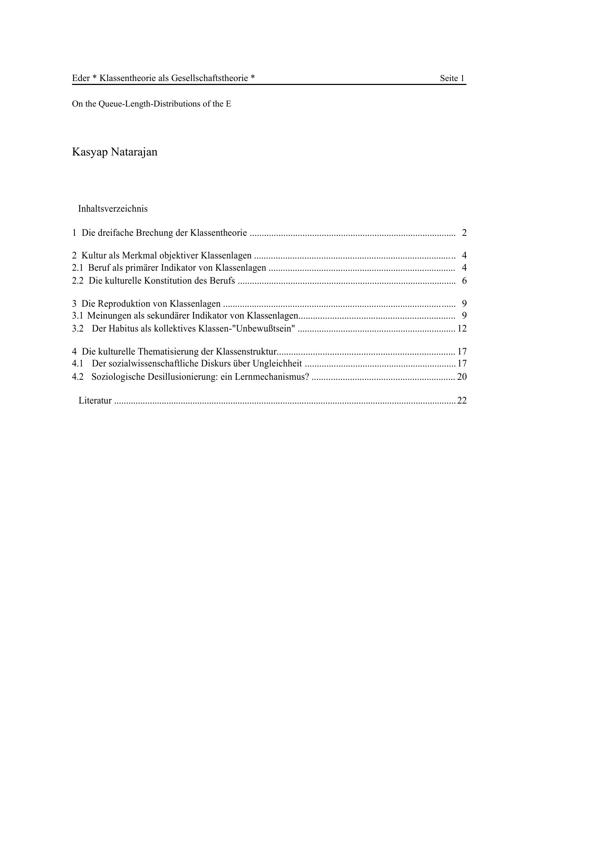 Eder * Klassentheorie als Gesellschaftstheorie * Seite 1
On the Queue-Length-Distributions of the E
Kasyap Natarajan
Inhaltsverzeichnis
1 Die dreifache Brechung der Klassentheorie ........ 2
2 Kultur als Merkmal objektiver Klassenlagen ........ 4
2.1 Beruf als primärer Indikator von Klassenlagen ........ 4
2.2 Die kulturelle Konstitution des Berufs ........ 6
3 Die Reproduktion von Klassenlagen ........ 9
3.1 Meinungen als sekundärer Indikator von Klassenlagen........ 9
3.2 Der Habitus als kollektives Klassen-"Unbewußtsein" ........ 12
4 Die kulturelle Thematisierung der Klassenstruktur........ 17
4.1 Der sozialwissenschaftliche Diskurs über Ungleichheit ........ 17
4.2 Soziologische Desillusionierung: ein Lernmechanismus? ........ 20
Literatur ........ 22